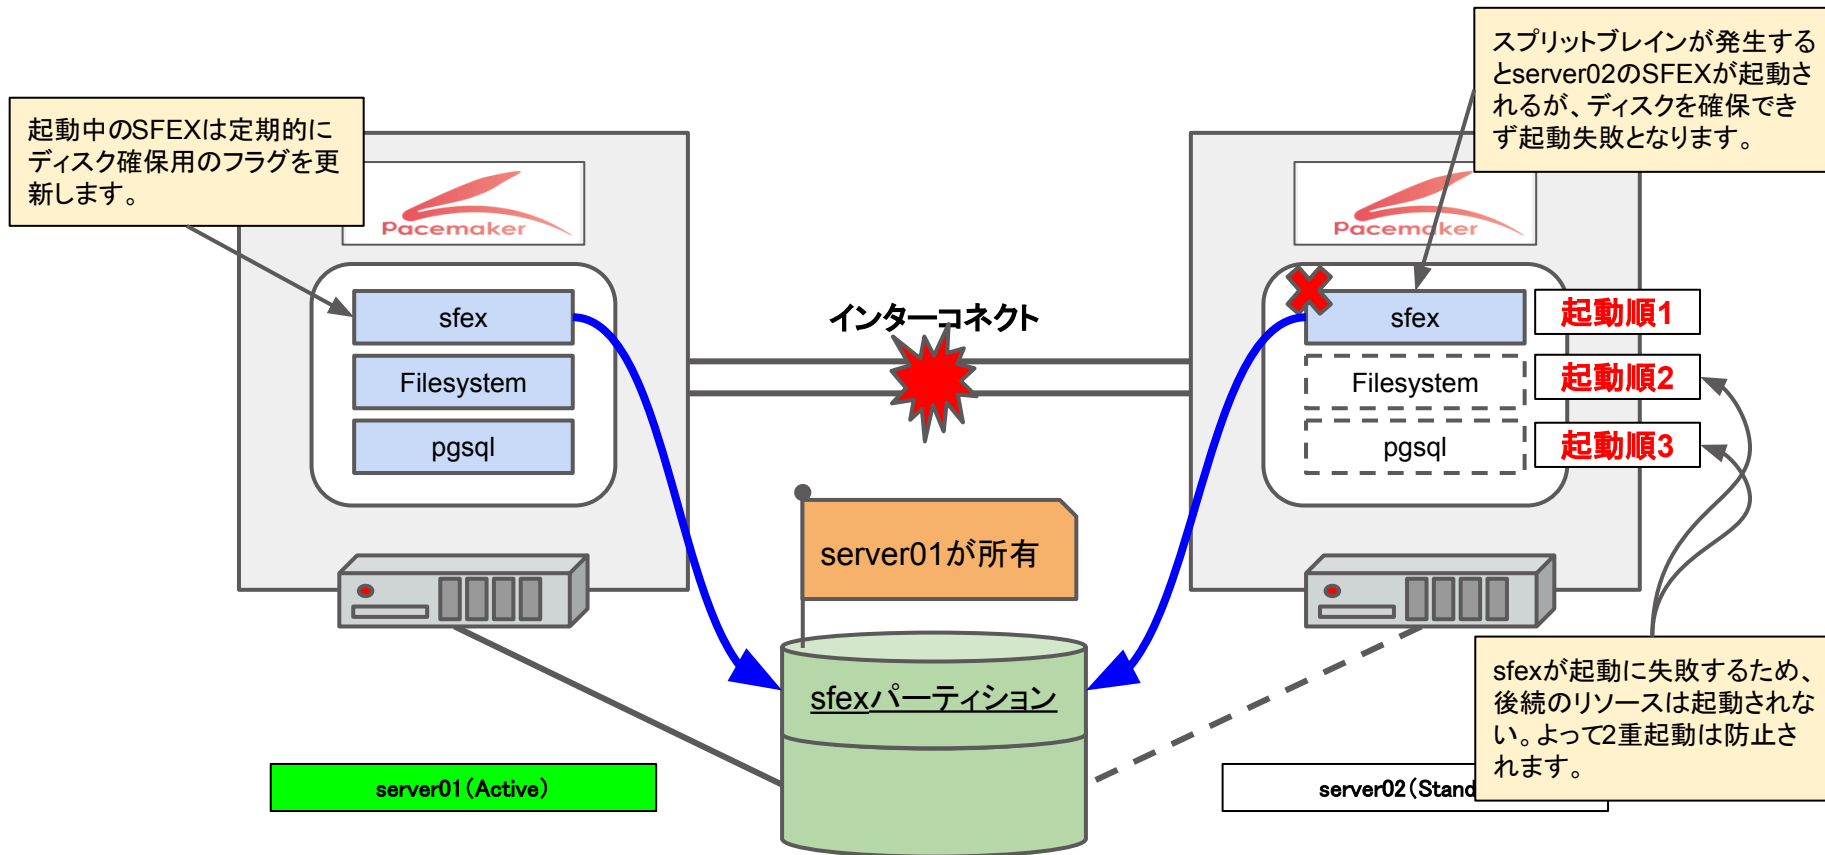 スプリットブレインが発生する
とserver02のSFEXが起動さ
れるが、ディスクを確保でき
ず起動失敗となります。
起動中のSFEXは定期的に
ディスク確保用のフラグを更
新します。
Pacemaker
Pacemaker
sfex
Filesystem
pgsql
インターコネクト
sfex
Filesystem
pgsql
起動順1
起動順2
起動順3
server01が所有
sfexパーティション
sfexが起動に失敗するため、
後続のリソースは起動されな
い。よって2重起動は防止さ
れます。
server01(Active)
server02(Stand